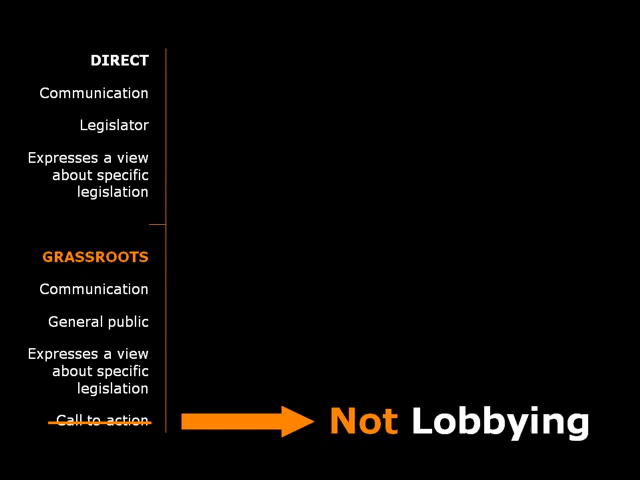 DIRECT
Communication
Legislator
Expresses a view
about specific
legislation
GRASSROOTS
Communication
General public
Expresses a view
about specific
legislation
Call to action
Not Lobbying